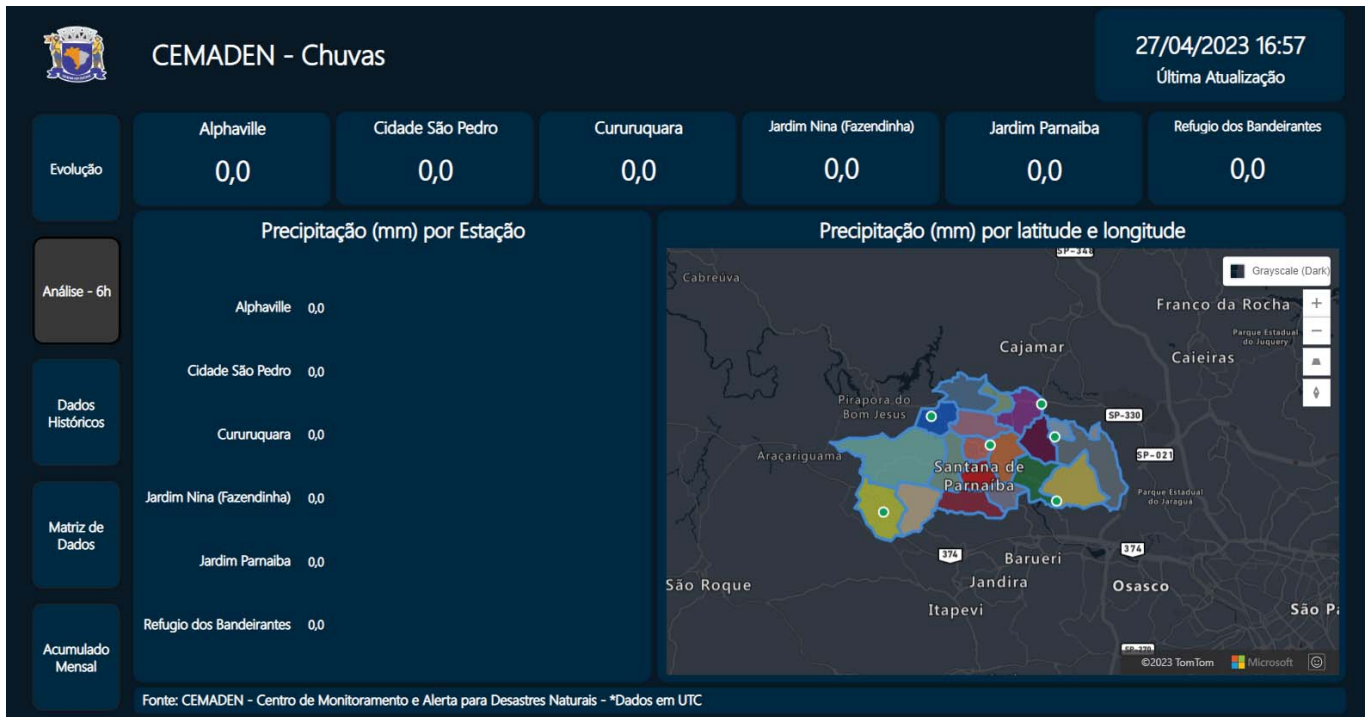 CEMADEN - Chuvas
27/04/2023 16:57
Última Atualização
Evolução
Análise - 6h
Dados
Históricos
Matriz de
Dados
Acumulado
Mensal
Alphaville
0,0
Cidade São Pedro
0,0
Cururuquara
0,0
Jardim Nina (Fazendinha)
0,0
Jardim Parnaiba
0,0
Refugio dos Bandeirantes
0,0
Precipitação (mm) por Estação
Alphaville 0,0
Cidade São Pedro 0,0
Cururuquara 0,0
Jardim Nina (Fazendinha) 0,0
Jardim Parnaiba 0,0
Refugio dos Bandeirantes 0,0
Precipitação (mm) por latitude e longitude
Grayscale (Dark)
Cabreúva
Franco da Rocha
Parque Estadual
do Juquery
Cajamar
Caieiras
Pirapora do
Bom Jesus
SP-330
Araçariguama
SP-021
Santana de
Parnaíba
Parque Estadual
do Jaraguá
374
374
Barueri
São Roque
Jandira
Osasco
Itapevi
São Pa
©2023 TomTom
Microsoft
Fonte: CEMADEN - Centro de Monitoramento e Alerta para Desastres Naturais - *Dados em UTC